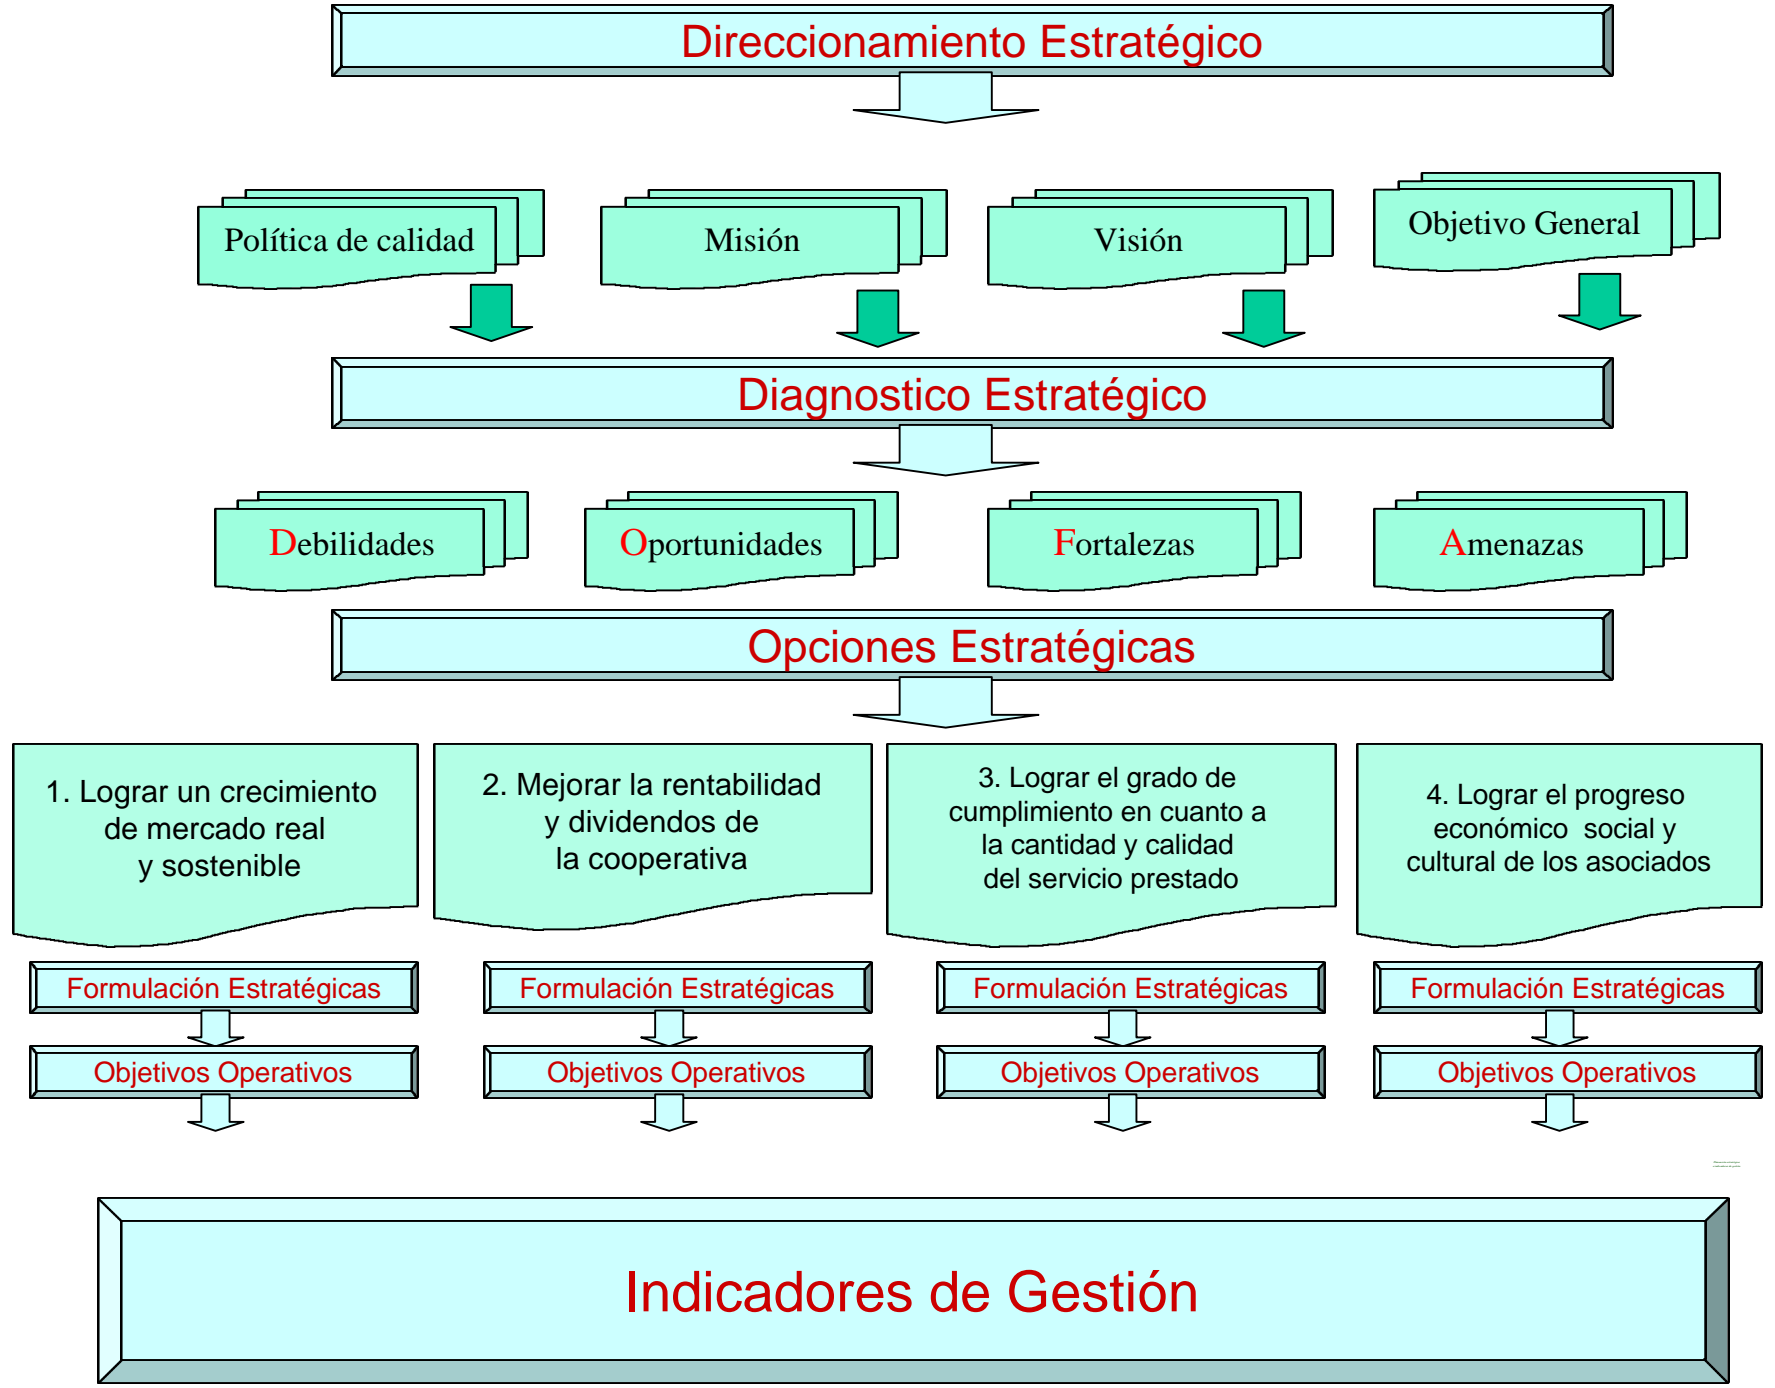 Direccionamiento Estratégico
Política de calidad
Misión
Visión
Objetivo General
Diagnostico Estratégico
Debilidades
Oportunidades
Fortalezas
Amenazas
Opciones Estratégicas
1. Lograr un crecimiento
de mercado real
y sostenible
2. Mejorar la rentabilidad
y dividendos de
la cooperativa
3. Lograr el grado de
cumplimiento en cuanto a
la cantidad y calidad
del servicio prestado
4. Lograr el progreso
económico  social y
cultural de los asociados
Formulación Estratégicas
Formulación Estratégicas
Formulación Estratégicas
Formulación Estratégicas
Objetivos Operativos
Objetivos Operativos
Objetivos Operativos
Objetivos Operativos
Indicadores de Gestión